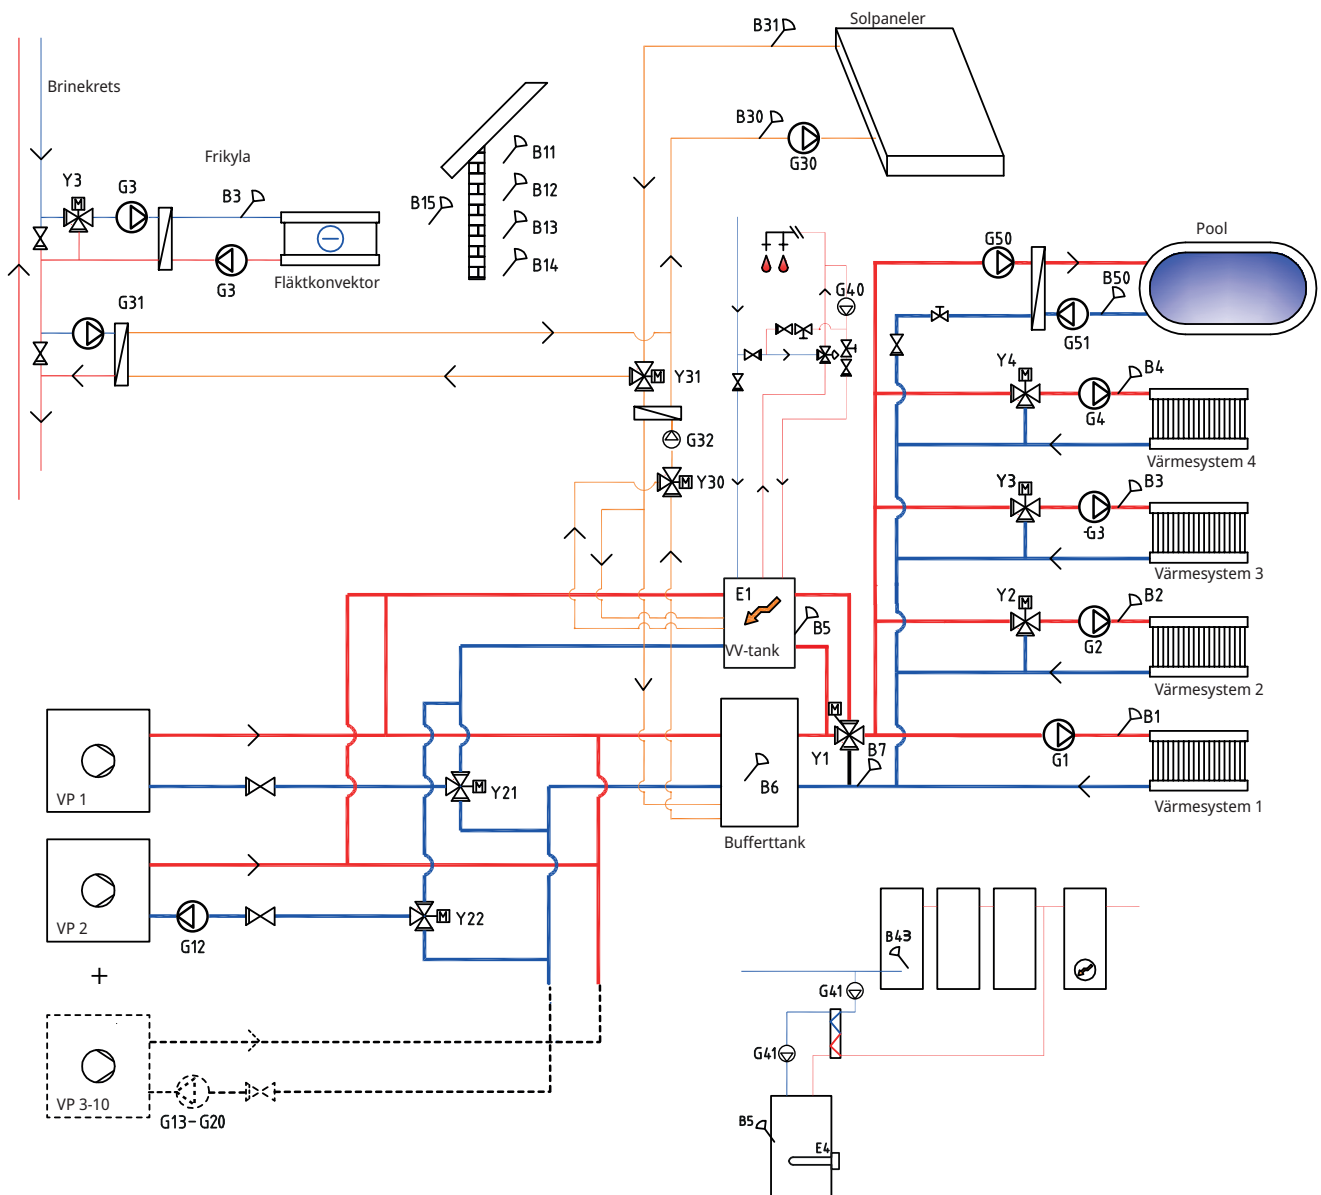 Solpaneler
B31
Brinekrets
B30
G30
Frikyla
B11
Y3
G3
B3
B12
B15
B13
B14
G3
Fläktkonvektor
Pool
G50
B50
G51
G31
G40
Y31
Y4
B4
G4
Värmesystem 4
G32
Y30
Y3
B3
G3
Värmesystem 3
E1
B5
VV-tank
Y2
B2
G2
Värmesystem 2
Y1
B7
B1
G1
Värmesystem 1
VP 1
Y21
B6
Bufferttank
VP 2
G12
Y22
+
B43
G41
G41
VP 3-10
G13-G20
B5
E4
M
M
M
M
M
M
M
M
M